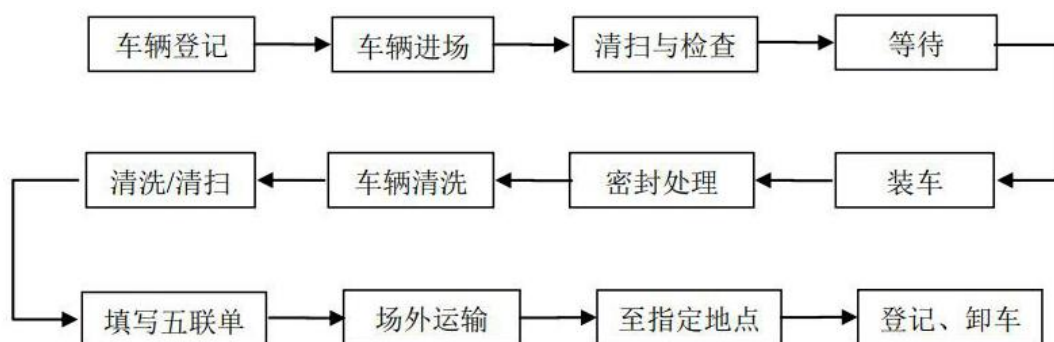 车辆登记
车辆进场
清扫与检查
等待
装车
密封处理
车辆清洗
清洗/清扫
填写五联单
场外运输
至指定地点
登记、卸车